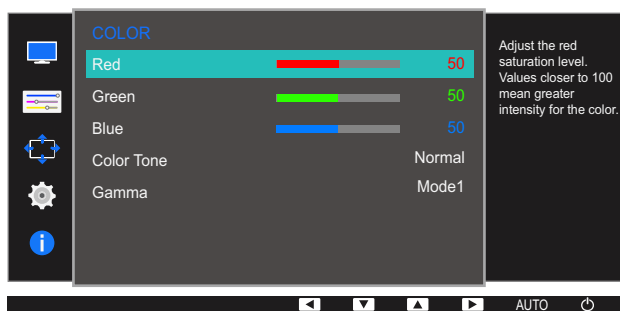 COLOR
Red 50
Green 50
Blue 50
Color Tone Normal
Gamma Mode1
Adjust the red
saturation level.
Values closer to 100
mean greater
intensity for the color.
AUTO